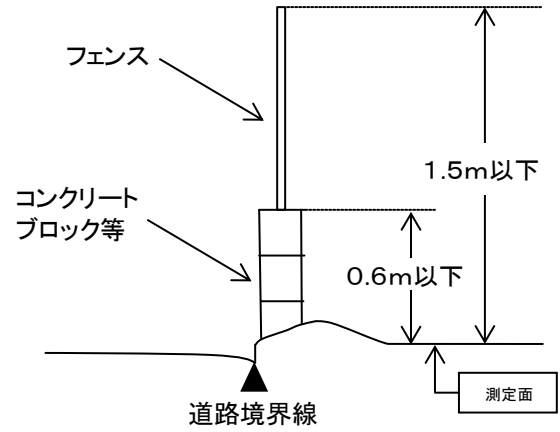 フェンス
1.5m以下
コンクリート
ブロック等
0.6m以下
測定面
道路境界線